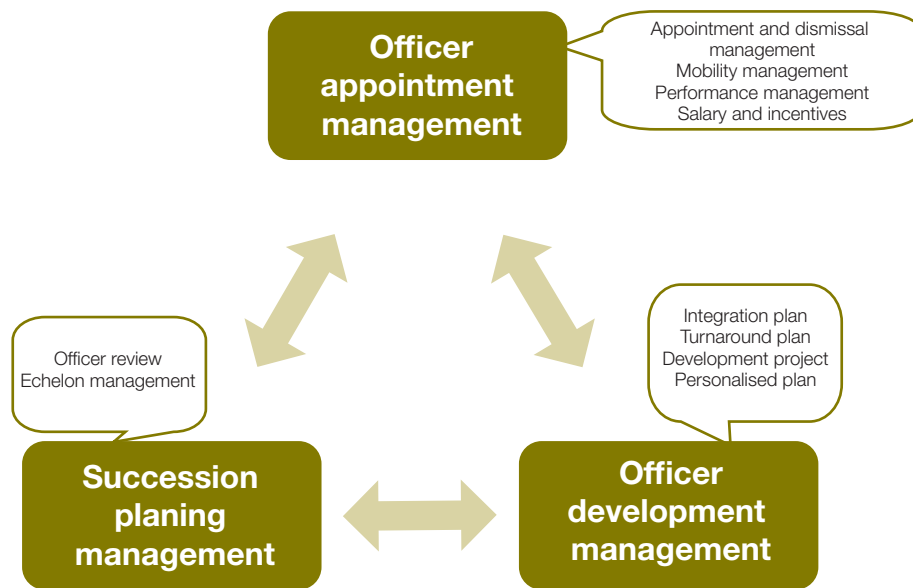 Officer
appointment
management
Appointment and dismissal
management
Mobility management
Performance management
Salary and incentives
Officer review
Echelon management
Integration plan
Turnaround plan
Development project
Personalised plan
Succession
planing
management
Officer
development
management